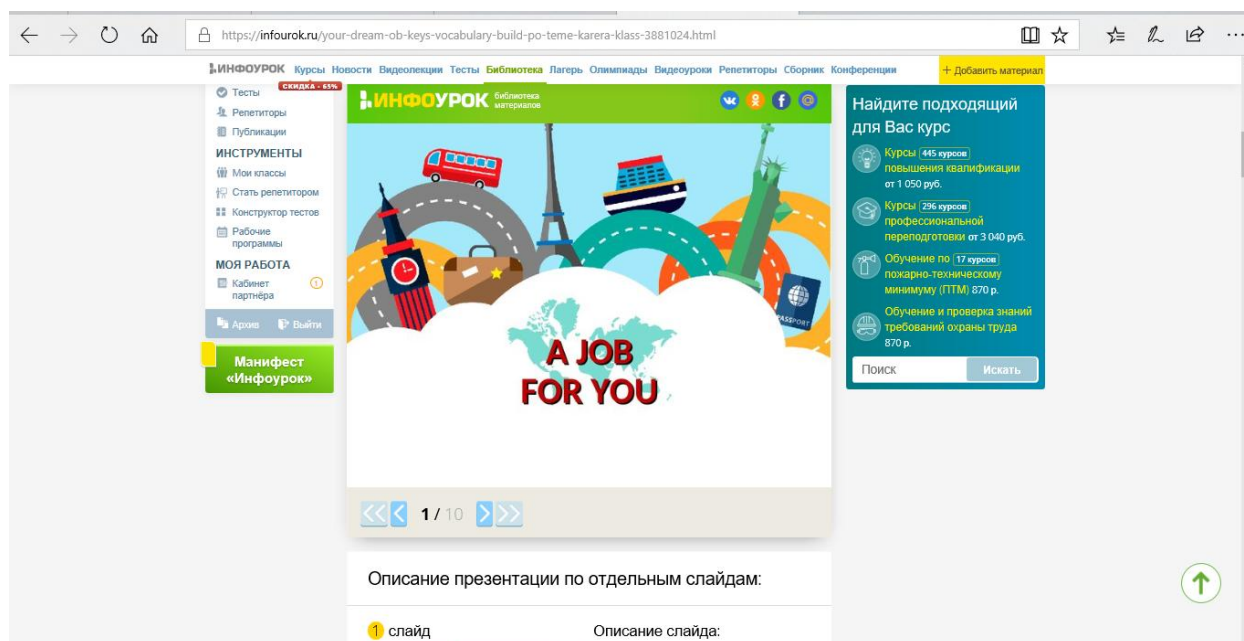 https://infourok.ru/your-dream-ob-keys-vocabulary-build-po-teme-karera-klass-3881024.html
ИНФОУРОК Курсы Новости Видеолекции Тесты Библиотека Лагерь Олимпиады Видеоуроки Репетиторы Сборник Конференции
+ Добавить материал
СКИДКА - 65%
Тесты
Репетиторы
Публикации
ИНСТРУМЕНТЫ
Мои классы
Стать репетитором
Конструктор тестов
Рабочие
программы
МОЯ РАБОТА
Кабинет
партнёра
Архив Выйти
Манифест
«Инфоурок»
ИНФОУРОК библиотека
материалов
PASSPORT
A JOB
FOR YOU
1 / 10
Описание презентации по отдельным слайдам:
1 слайд
Описание слайда:
Найдите подходящий
для Вас курс
Курсы 445 курсов
повышения квалификации
от 1 050 руб.
Курсы 296 курсов
профессиональной
переподготовки от 3 040 руб.
Обучение по 17 курсов
пожарно-техническому
минимуму (ПТМ) 870 р.
Обучение и проверка знаний
требований охраны труда
870 р.
Поиск Искать